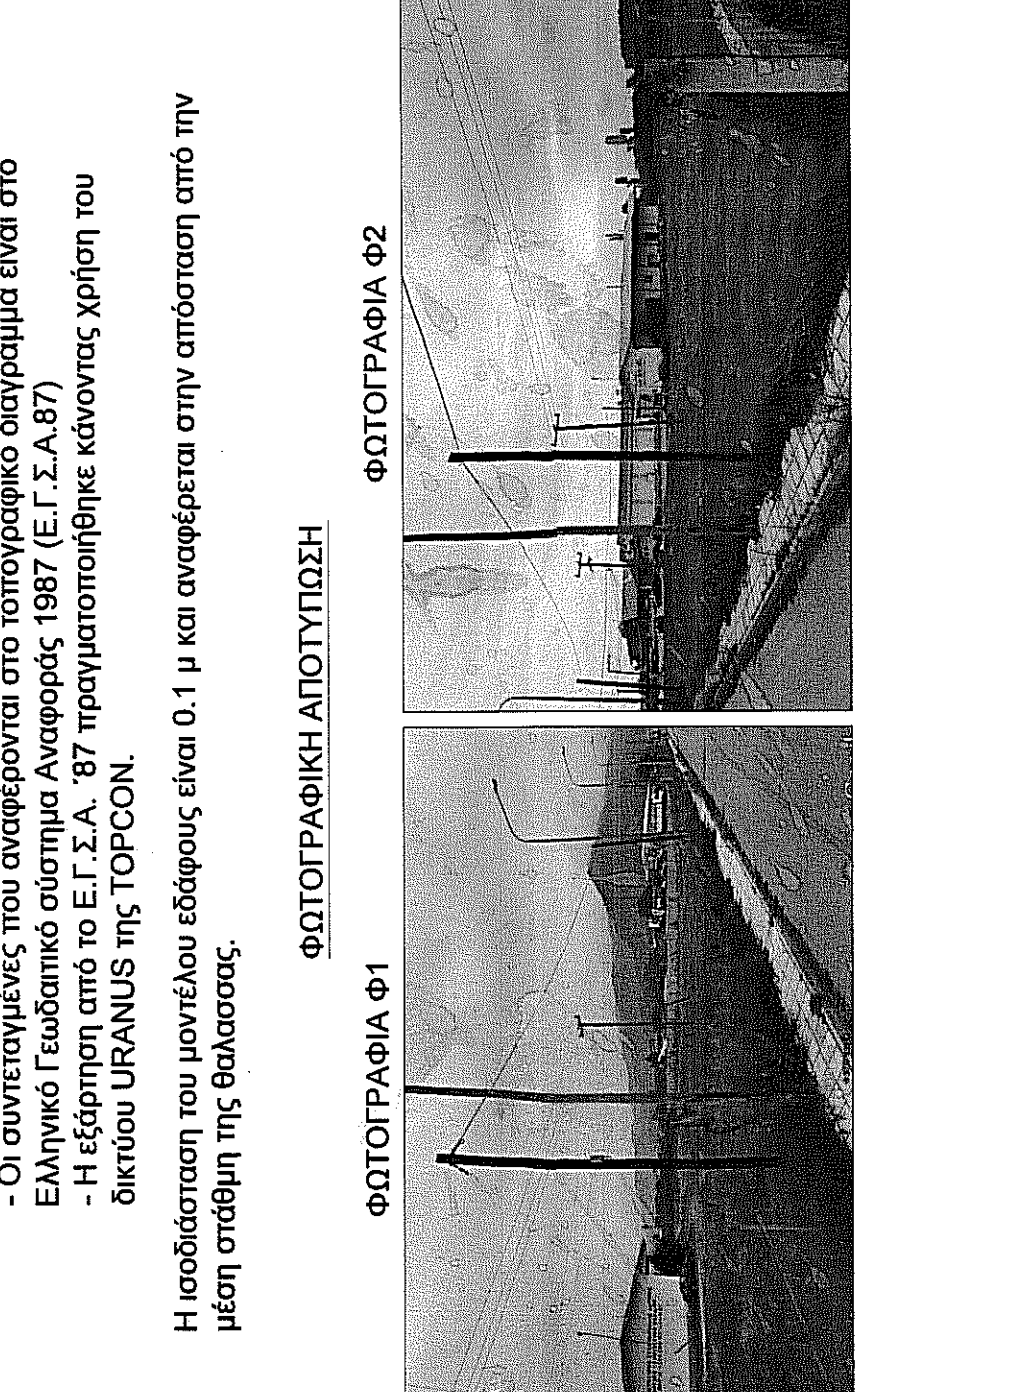 - Οι συντεταγμένες που αναφέρονται στο τοπογραφικό διάγραμμα είναι στο
Ελληνικό Γεωδαιτικό σύστημα Αναφοράς 1987 (Ε.Γ.Σ.Α.87)
- Η εξάρτηση από το Ε.Γ.Σ.Α. '87 πραγματοποιήθηκε κάνοντας χρήση του
δικτύου URANUS της TOPCON.
Η ισοδιάσταση του μοντέλου εδάφους είναι 0.1 μ και αναφέρεται στην απόσταση από την
μέση στάθμη της θαλασσας.
ΦΩΤΟΓΡΑΦΙΚΗ ΑΠΟΤΥΠΩΣΗ
ΦΩΤΟΓΡΑΦΙΑ Φ1
ΦΩΤΟΓΡΑΦΙΑ Φ2